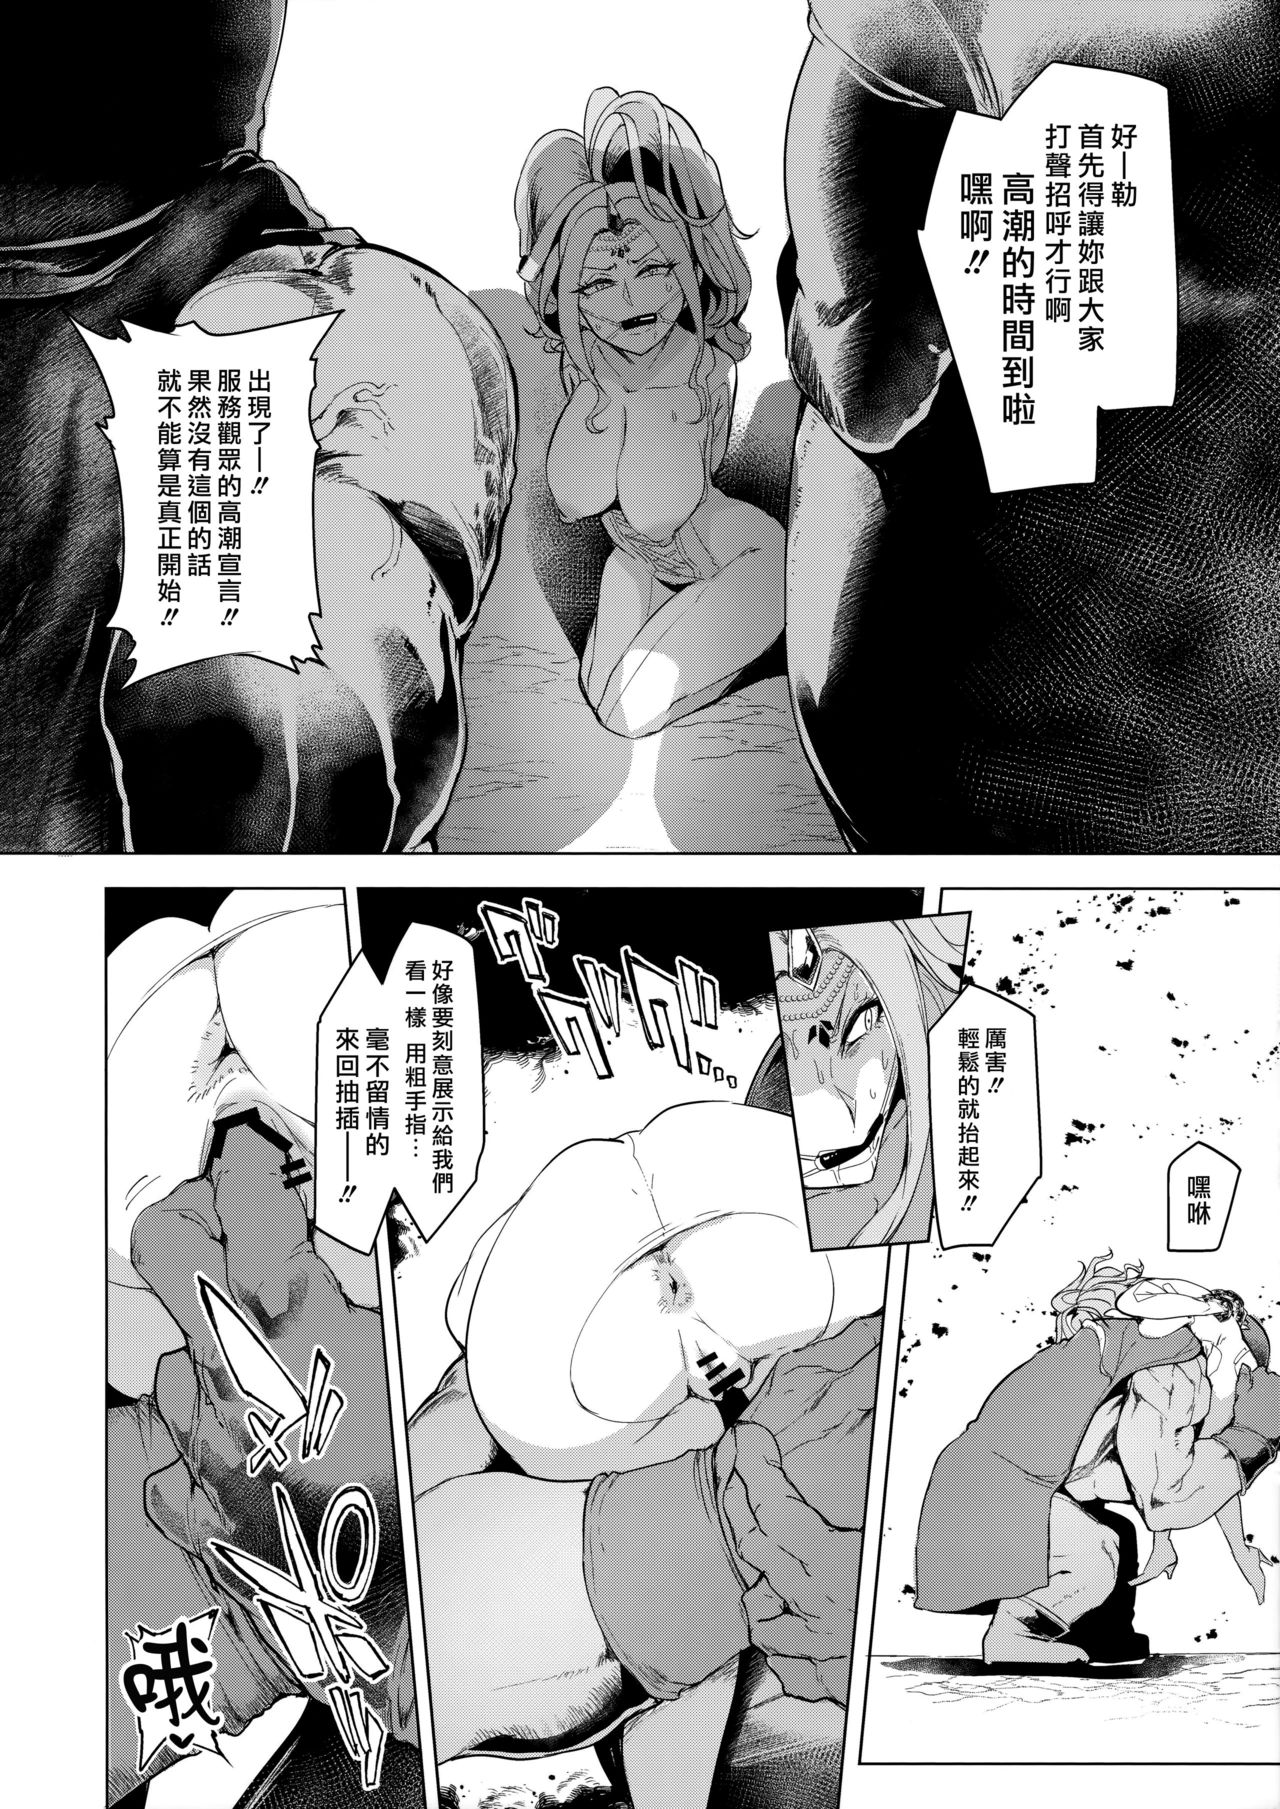 好ー勒
首先得讓妳跟大家
打聲招呼才行啊
高潮的時間到啦
嘿啊!!
出現了ー!!
服務觀眾的高潮宣言!!
果然沒有這個的話
就不能算是真正開始!!
嘿咻
厲害!!
輕鬆的就抬起來!!
好像要刻意展示給我們
看一樣 用粗手指…
毫不留情的
來回抽插ー!!
哦